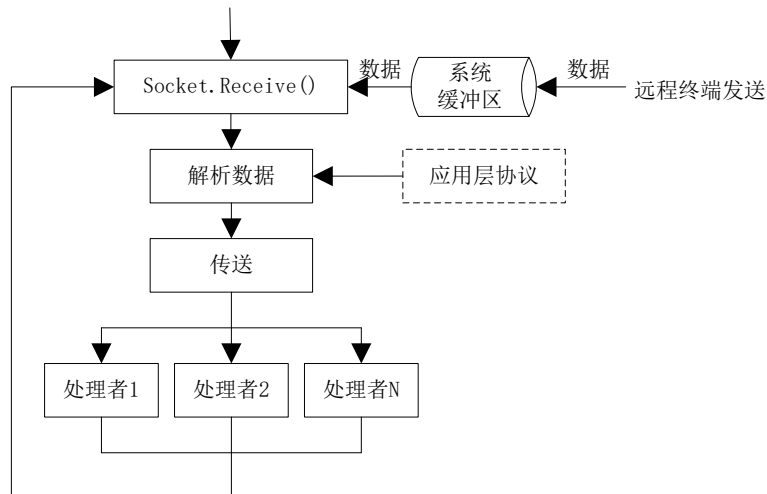 Socket.Receive()
数据
系统
缓冲区
数据
远程终端发送
解析数据
应用层协议
传送
处理者1
处理者2
处理者N